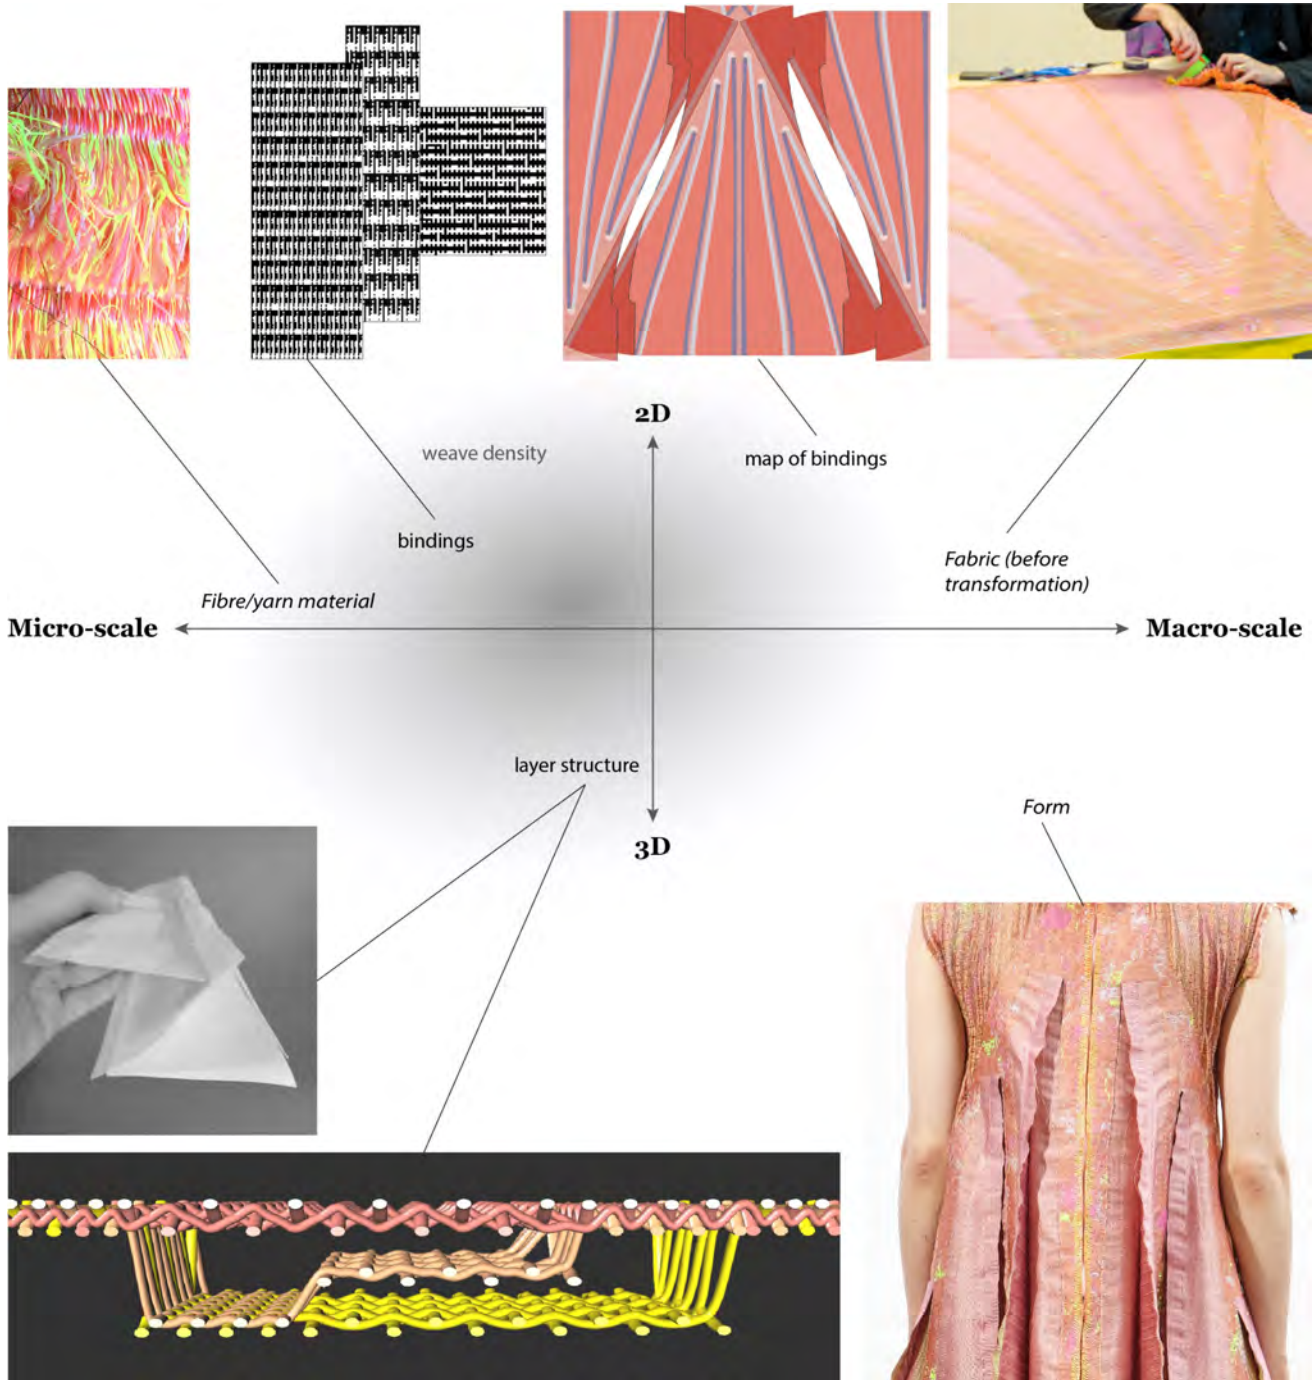 2D
weave density
map of bindings
bindings
Fabric (before
transformation)
Fibre/yarn material
Micro-scale
Macro-scale
layer structure
Form
3D